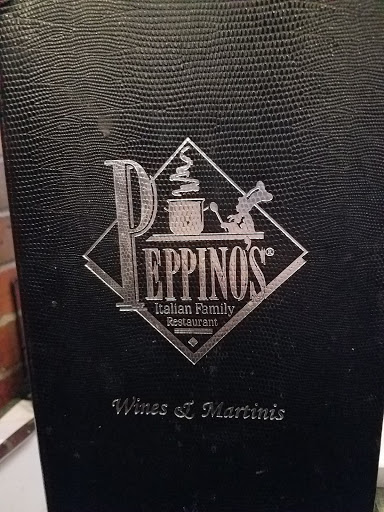 PEPPINO'S®
Italian Family
Restaurant
Wines & Martinis